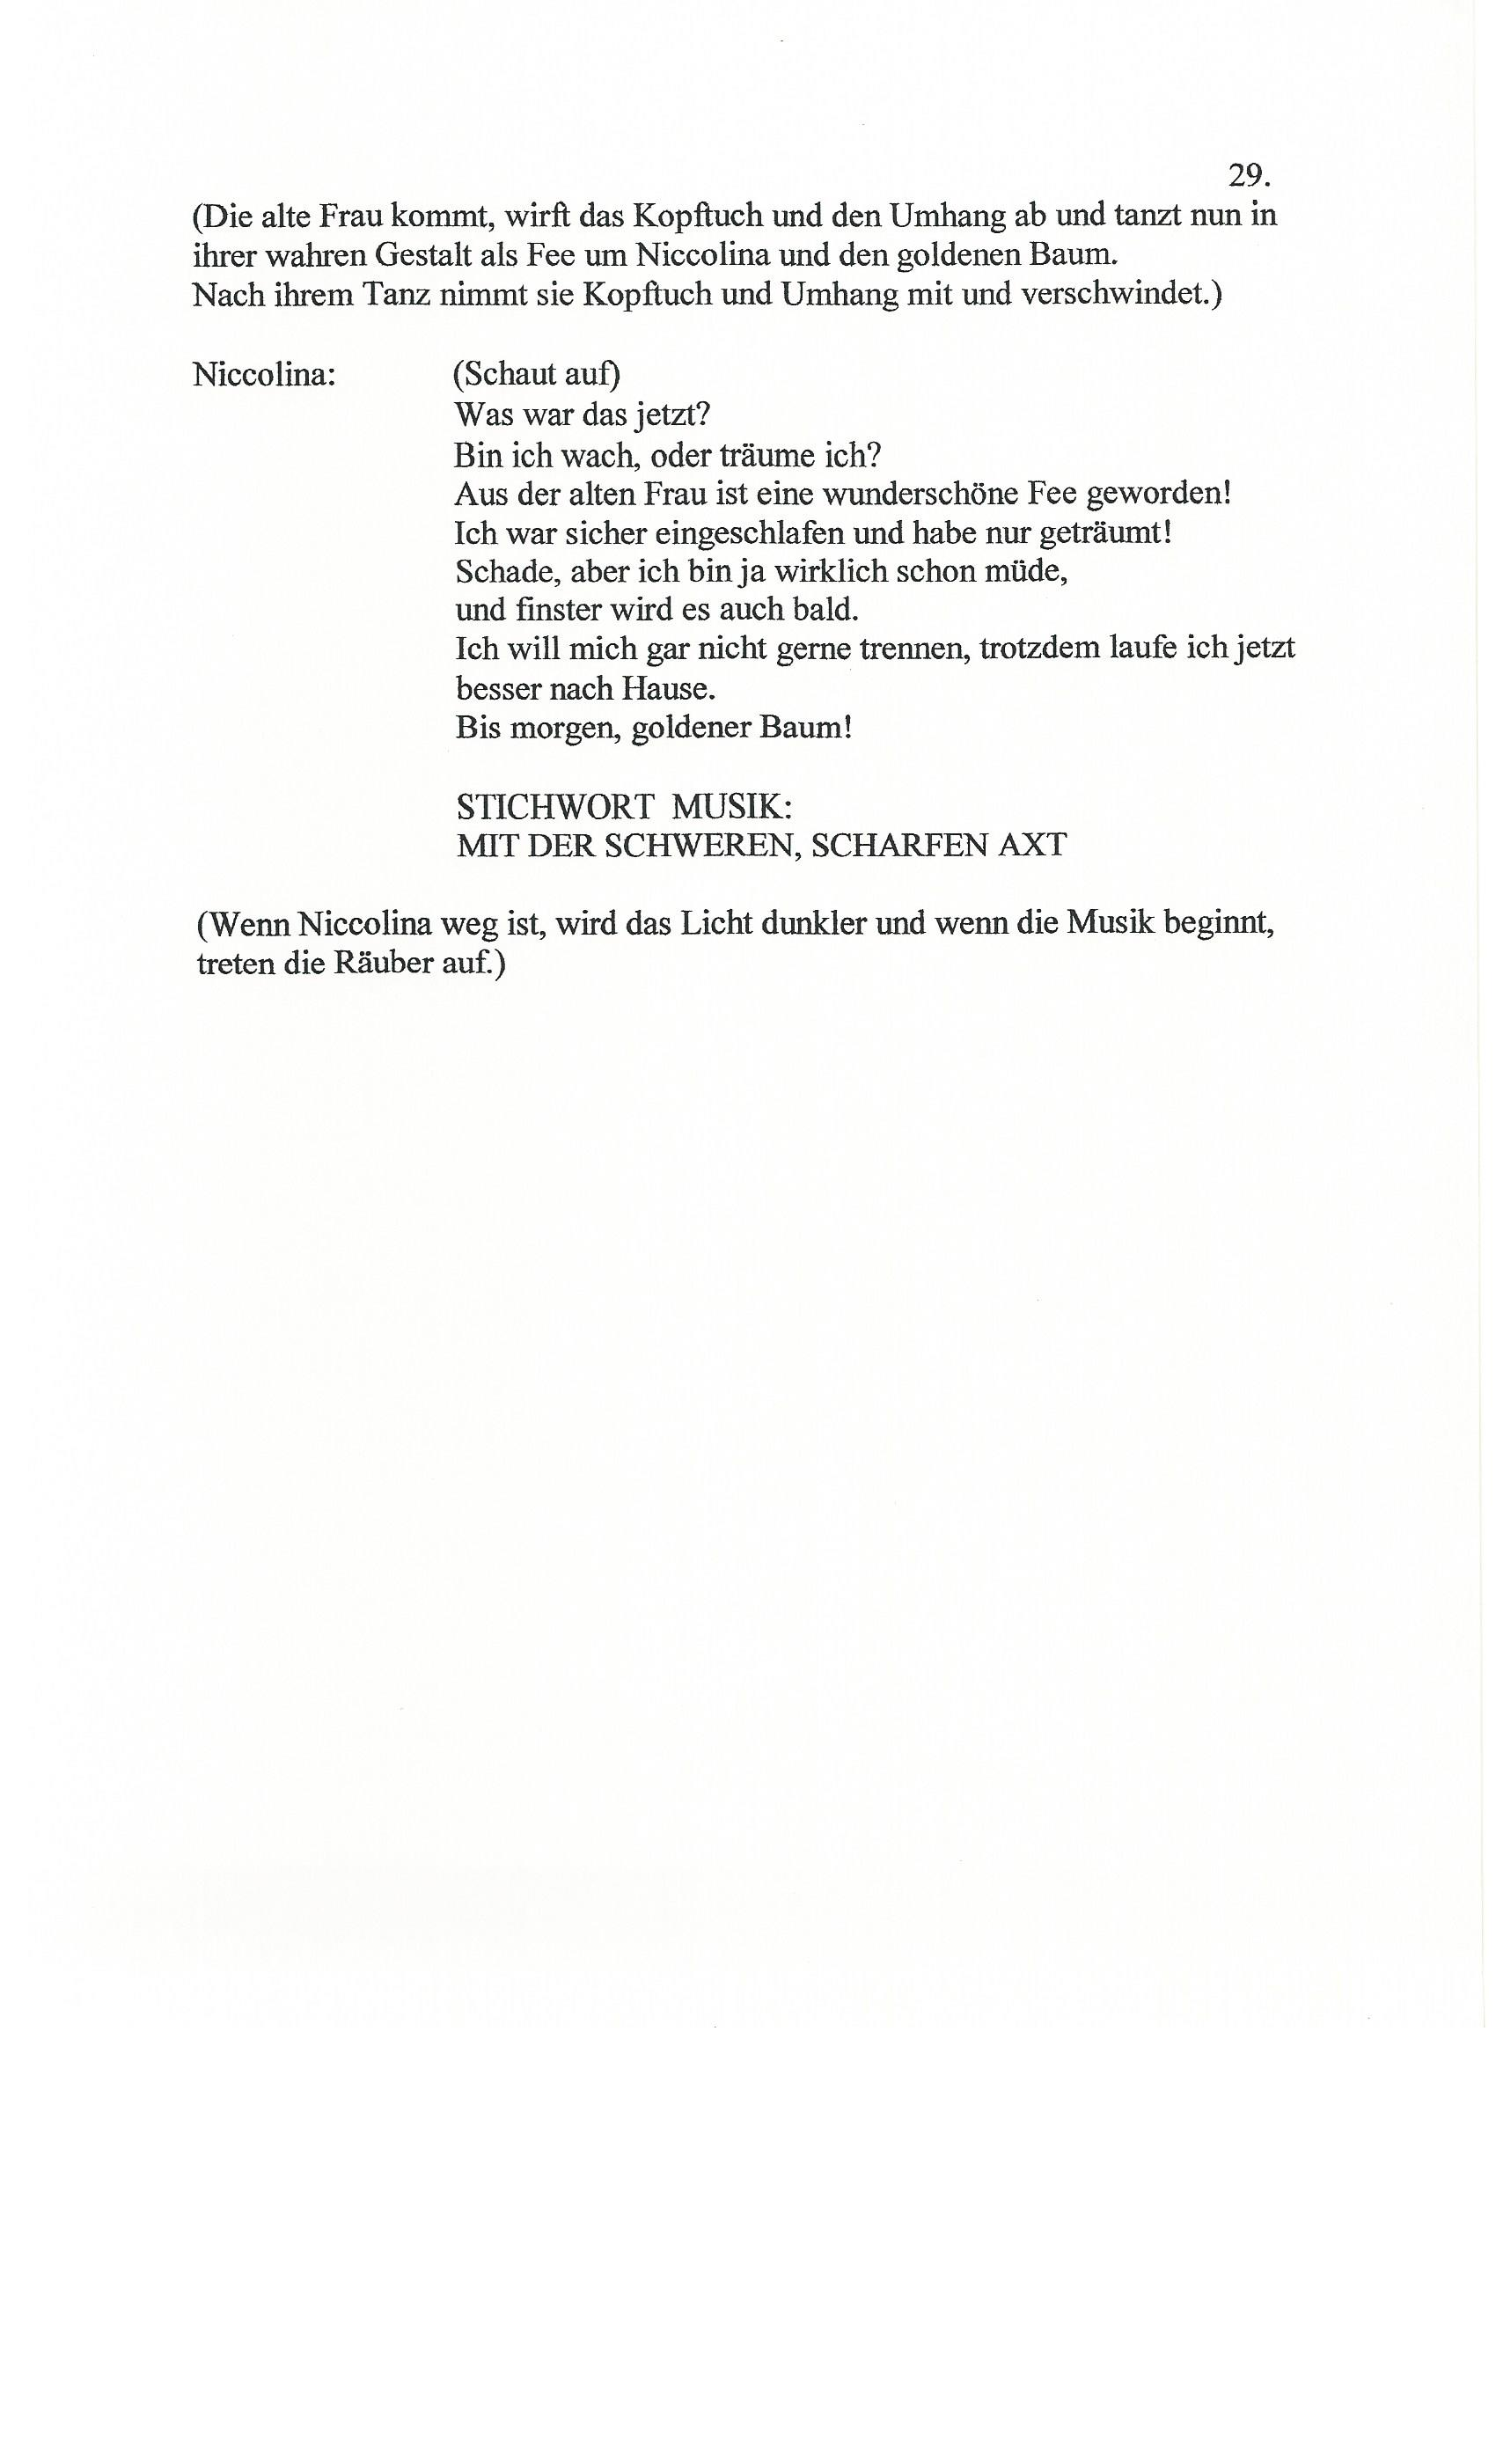 29.
(Die alte Frau kommt, wirft das Kopftuch und den Umhang ab und tanzt nun in
ihrer wahren Gestalt als Fee um Niccolina und den goldenen Baum.
Nach ihrem Tanz nimmt sie Kopftuch und Umhang mit und verschwindet.)
Niccolina: (Schaut auf)
Was war das jetzt?
Bin ich wach, oder träume ich?
Aus der alten Frau ist eine wunderschöne Fee geworden!
Ich war sicher eingeschlafen und habe nur geträumt!
Schade, aber ich bin ja wirklich schon müde,
und finster wird es auch bald.
Ich will mich gar nicht gerne trennen, trotzdem laufe ich jetzt
besser nach Hause.
Bis morgen, goldener Baum!
STICHWORT MUSIK:
MIT DER SCHWEREN, SCHARFEN AXT
(Wenn Niccolina weg ist, wird das Licht dunkler und wenn die Musik beginnt,
treten die Räuber auf.)